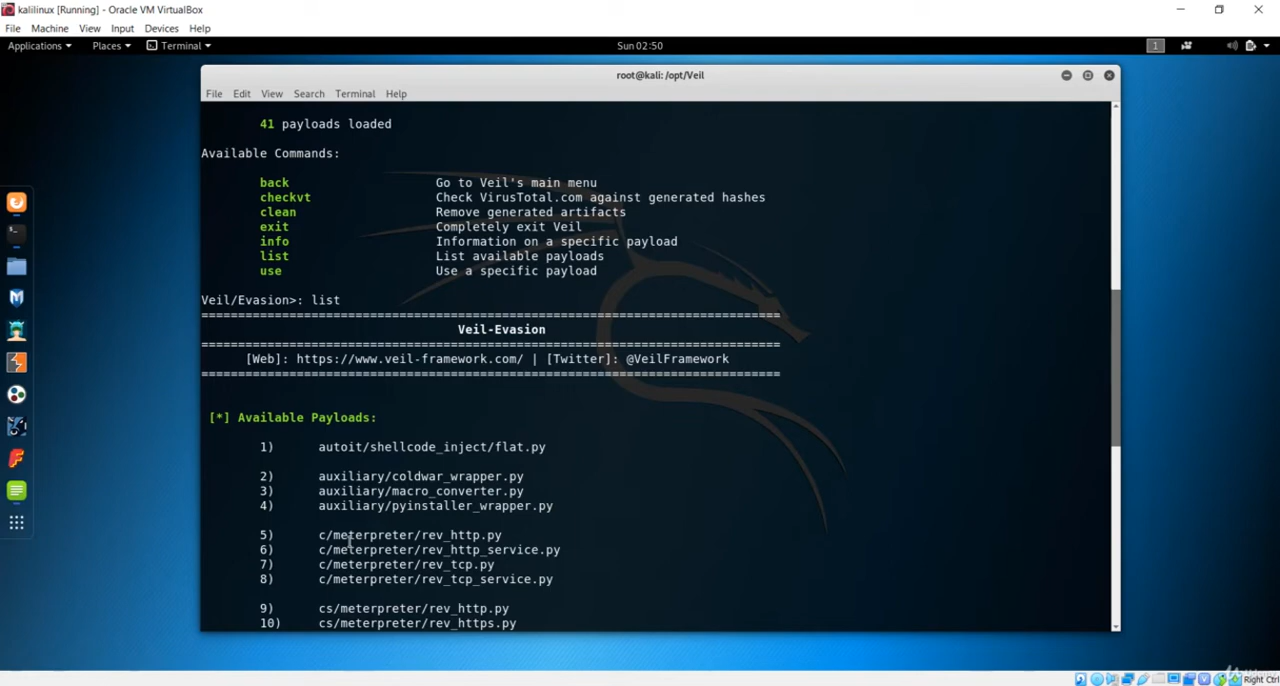 kalilinux [Running] - Oracle VM VirtualBox
File Machine View Input Devices Help
Applications Places Terminal Sun 02:50 1
root@kali: /opt/Veil
File Edit View Search Terminal Help
41 payloads loaded
Available Commands:
back Go to Veil's main menu
checkvt Check VirusTotal.com against generated hashes
clean Remove generated artifacts
exit Completely exit Veil
info Information on a specific payload
list List available payloads
use Use a specific payload
Veil/Evasion>: list
===============================================================================
Veil-Evasion
===============================================================================
[Web]: https://www.veil-framework.com/ | [Twitter]: @VeilFramework
===============================================================================
[*] Available Payloads:
1) autoit/shellcode_inject/flat.py
2) auxiliary/coldwar_wrapper.py
3) auxiliary/macro_converter.py
4) auxiliary/pyinstaller_wrapper.py
5) c/meterpreter/rev_http.py
6) c/meterpreter/rev_http_service.py
7) c/meterpreter/rev_tcp.py
8) c/meterpreter/rev_tcp_service.py
9) cs/meterpreter/rev_http.py
10) cs/meterpreter/rev_https.py
Right Ctrl